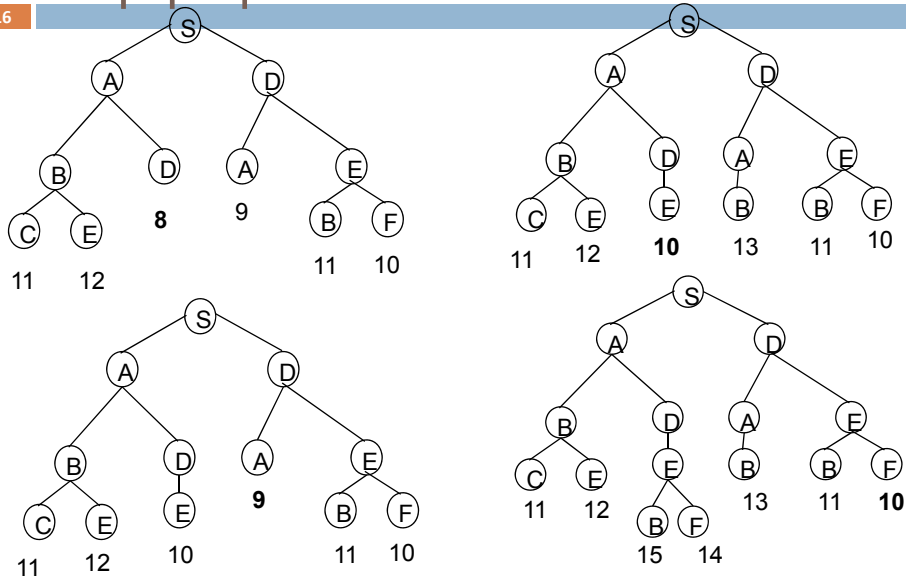 16
S
A D
B D A E
8 9
C E B F
11 12 11 10
S
A D
B D A E
C E E B B F
11 12 10 13 11 10
S
A D
B D A E
9
C E E B F
11 12 10 11 10
S
A D
B D A E
C E E B B F
11 12 13 11 10
B F
15 14